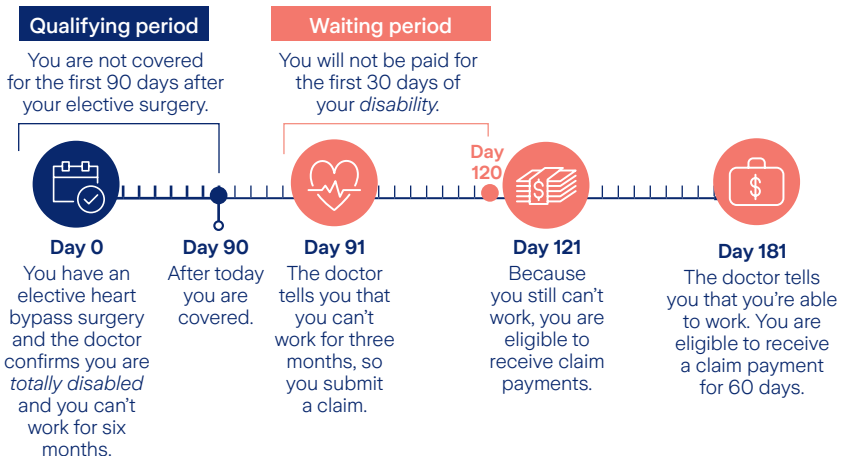 Qualifying period
You are not covered
for the first 90 days after
your elective surgery.
Waiting period
You will not be paid for
the first 30 days of
your disability.
Day
120
$
$
Day 0
You have an
elective heart
bypass surgery
and the doctor
confirms you are
totally disabled
and you can't
work for six
months.
Day 90
After today
you are
covered.
Day 91
The doctor
tells you that
you can't
work for three
months, so
you submit
a claim.
Day 121
Because
you still can't
work, you are
eligible to
receive claim
payments.
Day 181
The doctor tells
you that you're able
to work. You are
eligible to receive
a claim payment
for 60 days.